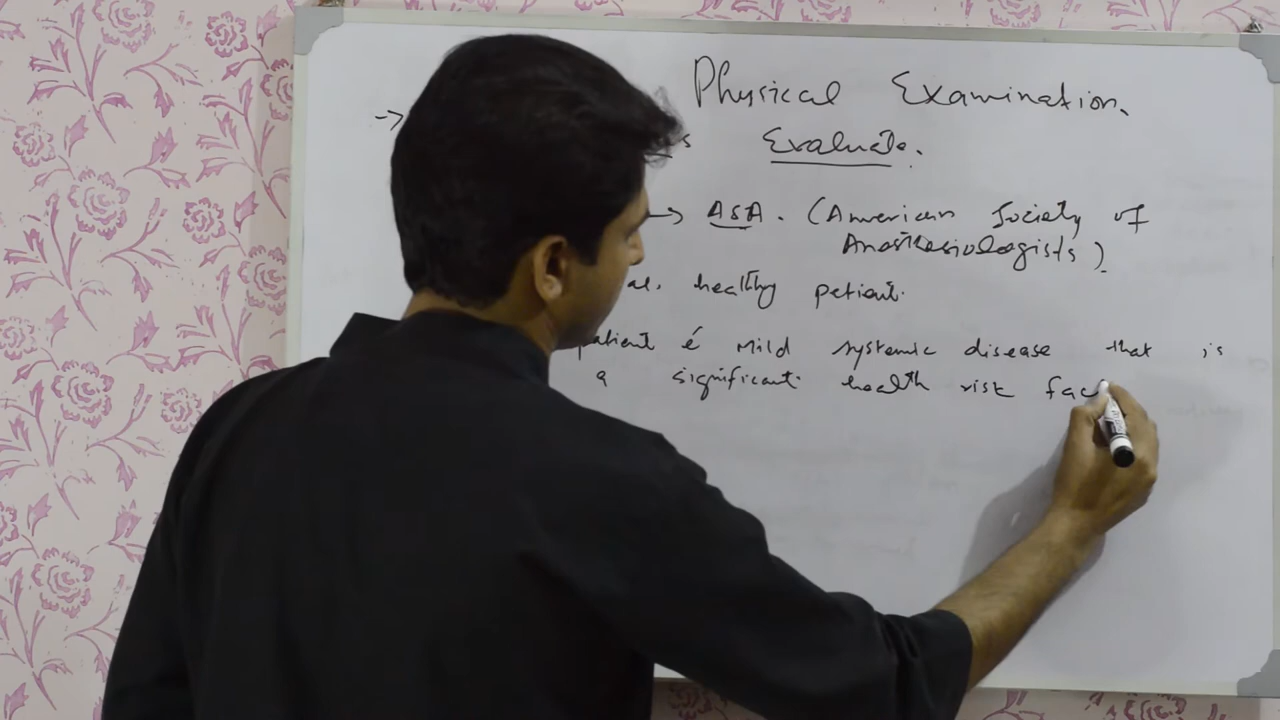 -> Physical Examination.
Evaluate.
-> ASA. (American Society of
Anesthesiologists).
healthy patient.
patient é Mild systemic disease that is
a significant health risk fac